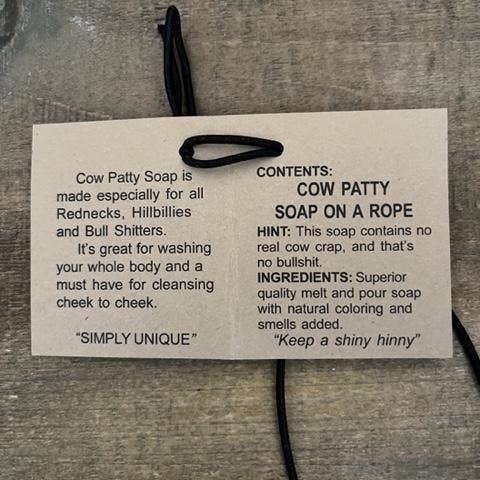 Cow Patty Soap is
made especially for all
Rednecks, Hillbillies
and Bull Shitters.
It's great for washing
your whole body and a
must have for cleansing
cheek to cheek.
"SIMPLY UNIQUE"
CONTENTS:
COW PATTY
SOAP ON A ROPE
HINT: This soap contains no
real cow crap, and that's
no bullshit.
INGREDIENTS: Superior
quality melt and pour soap
with natural coloring and
smells added.
"Keep a shiny hinny"